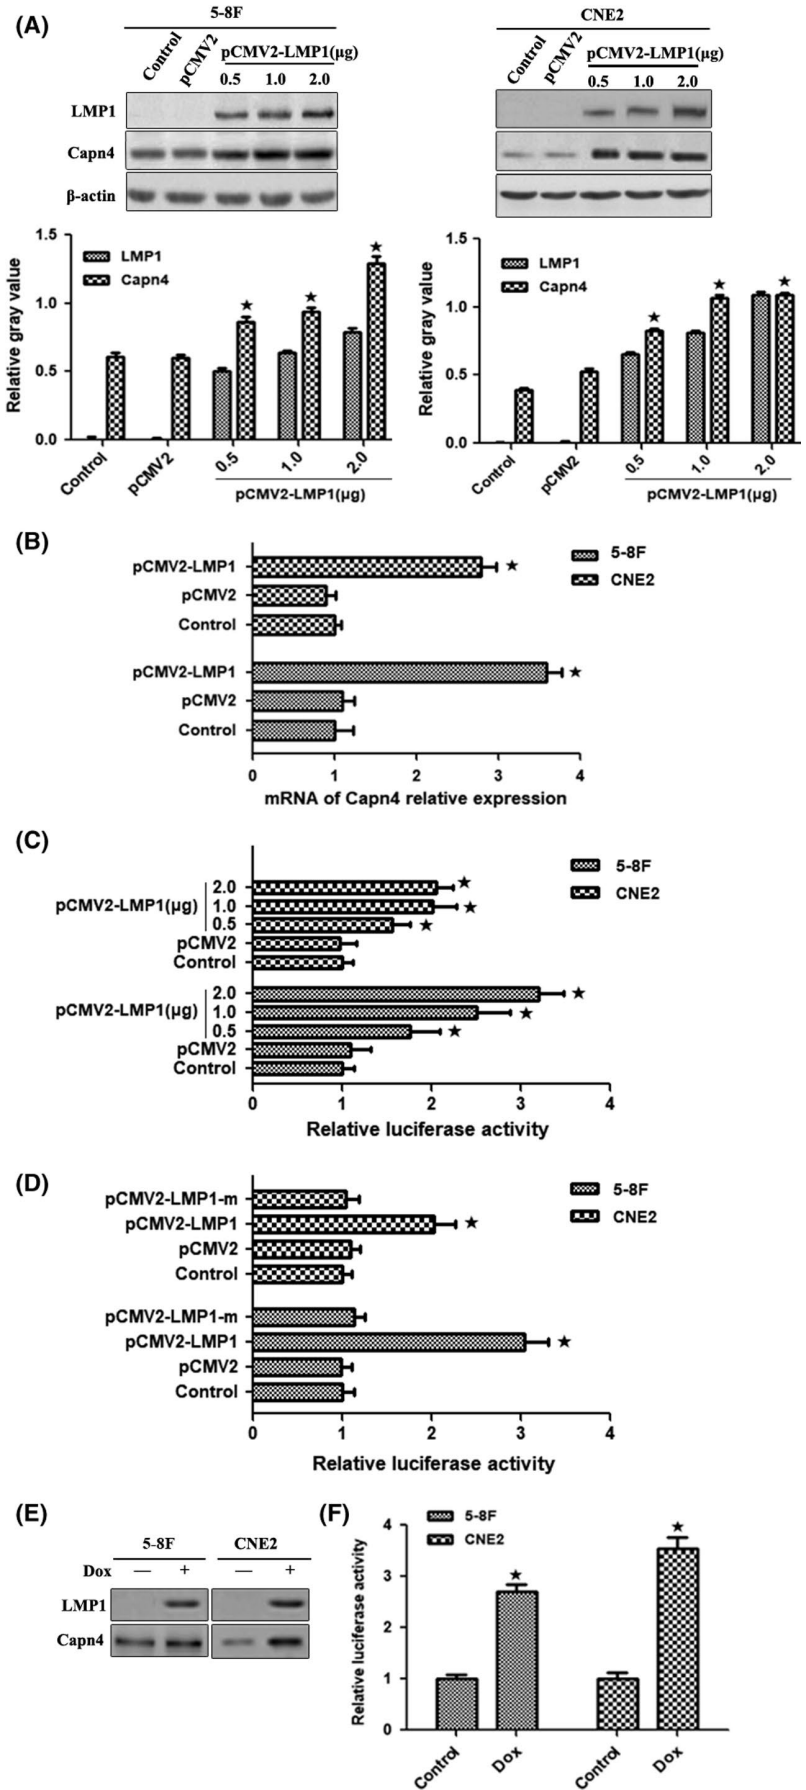 (A)
5-8F
Control
pCMV2
pCMV2-LMP1(μg)
0.5 1.0 2.0
LMP1
Capn4
β-actin
CNE2
Control
pCMV2
pCMV2-LMP1(μg)
0.5 1.0 2.0
Relative gray value
1.5
1.0
0.5
0.0
LMP1
Capn4
★ ★ ★
Control
pCMV2
0.5
1.0
2.0
pCMV2-LMP1(μg)
Relative gray value
1.5
1.0
0.5
0.0
LMP1
Capn4
★ ★ ★
Control
pCMV2
0.5
1.0
2.0
pCMV2-LMP1(μg)
(B)
5-8F
CNE2
pCMV2-LMP1 ★
pCMV2
Control
pCMV2-LMP1 ★
pCMV2
Control
0 1 2 3 4
mRNA of Capn4 relative expression
(C)
5-8F
CNE2
2.0 ★
pCMV2-LMP1(μg) 1.0 ★
0.5 ★
pCMV2
Control
2.0 ★
pCMV2-LMP1(μg) 1.0 ★
0.5 ★
pCMV2
Control
0 1 2 3 4
Relative luciferase activity
(D)
5-8F
CNE2
pCMV2-LMP1-m
pCMV2-LMP1 ★
pCMV2
Control
pCMV2-LMP1-m
pCMV2-LMP1 ★
pCMV2
Control
0 1 2 3 4
Relative luciferase activity
(E)
5-8F CNE2
Dox — + — +
LMP1
Capn4
(F)
Relative luciferase activity
4
3
2
1
0
5-8F
CNE2
★ ★
Control
Dox
Control
Dox